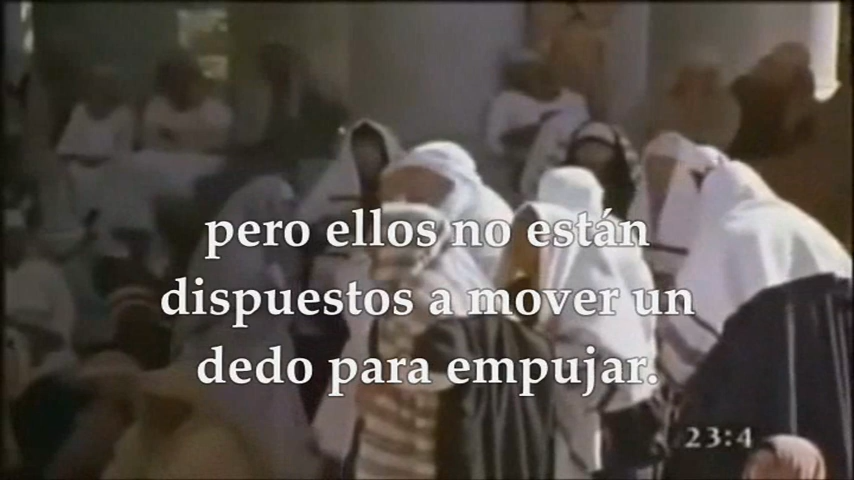 pero ellos no están
dispuestos a mover un
dedo para empujar.
23:4